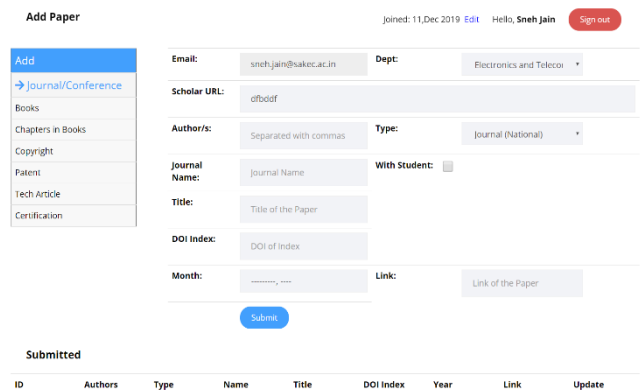 Add Paper
Joined: 11,Dec 2019 Edit Hello, Sneh Jain Sign out
Add
Journal/Conference
Books
Chapters in Books
Copyright
Patent
Tech Article
Certification
Email: sneh.jain@sakec.ac.in Dept: Electronics and Telecor
Scholar URL: dfbddf
Author/s: Separated with commas Type: Journal (National)
Journal Name: Journal Name With Student:
Title: Title of the Paper
DOI Index: DOI of Index
Month: ---------, ---- Link: Link of the Paper
Submit
Submitted
ID Authors Type Name Title DOI Index Year Link Update